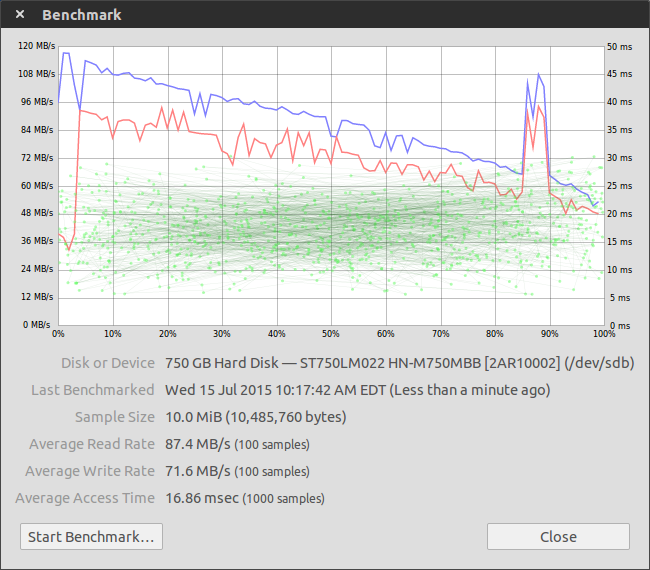 × Benchmark
120 MB/s 50 ms
108 MB/s 45 ms
96 MB/s 40 ms
84 MB/s 35 ms
72 MB/s 30 ms
60 MB/s 25 ms
48 MB/s 20 ms
36 MB/s 15 ms
24 MB/s 10 ms
12 MB/s 5 ms
0 MB/s 0 ms
0% 10% 20% 30% 40% 50% 60% 70% 80% 90% 100%
Disk or Device 750 GB Hard Disk — ST750LM022 HN-M750MBB [2AR10002] (/dev/sdb)
Last Benchmarked Wed 15 Jul 2015 10:17:42 AM EDT (Less than a minute ago)
Sample Size 10.0 MiB (10,485,760 bytes)
Average Read Rate 87.4 MB/s (100 samples)
Average Write Rate 71.6 MB/s (100 samples)
Average Access Time 16.86 msec (1000 samples)
Start Benchmark... Close